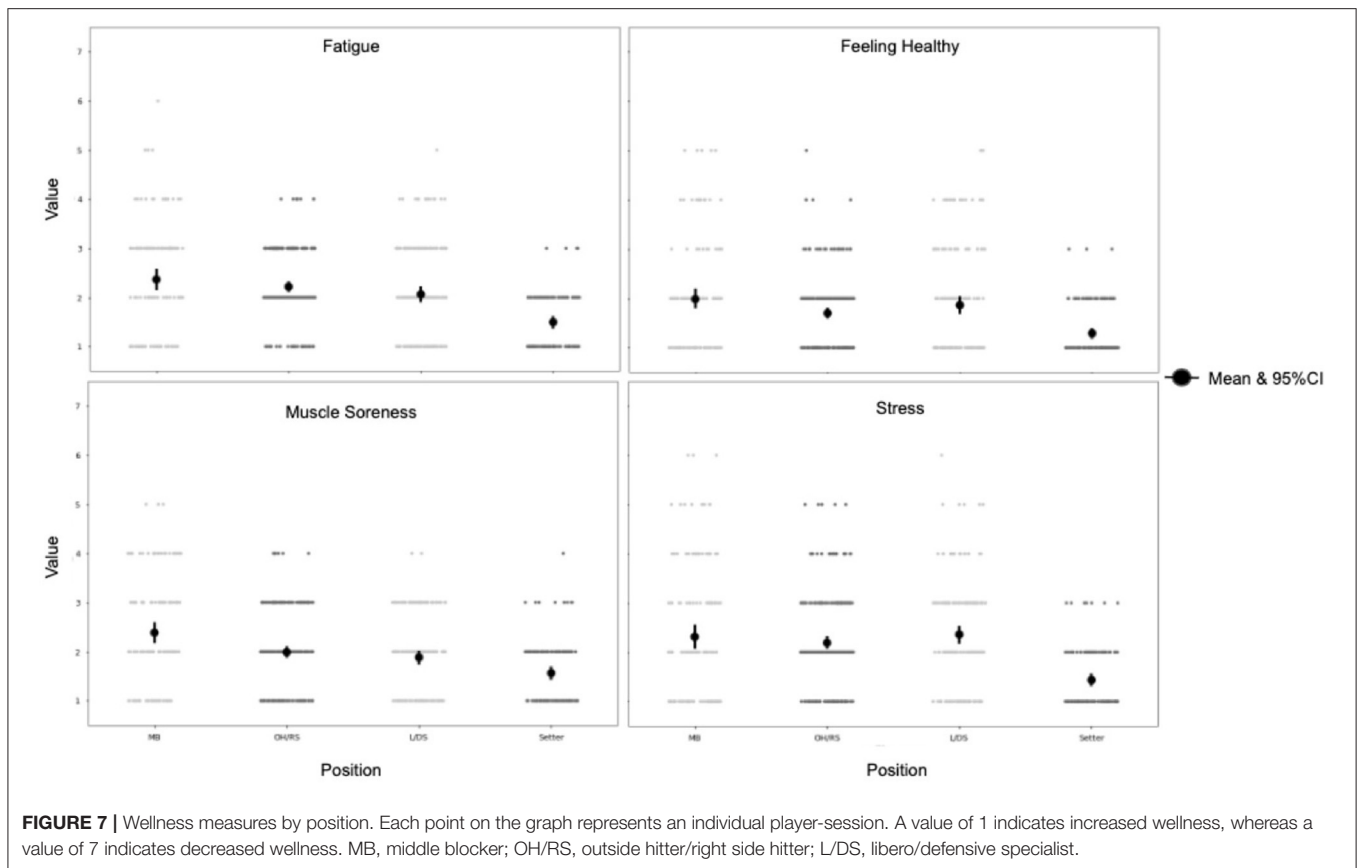 Fatigue
Feeling Healthy
7
6
5
4
3
2
1
Value
Mean & 95%CI
Muscle Soreness
Stress
7
6
5
4
3
2
1
Value
MB OH/RS L/DS Setter
MB OH/RS L/DS Setter
Position
Position
FIGURE 7 | Wellness measures by position. Each point on the graph represents an individual player-session. A value of 1 indicates increased wellness, whereas a
value of 7 indicates decreased wellness. MB, middle blocker; OH/RS, outside hitter/right side hitter; L/DS, libero/defensive specialist.